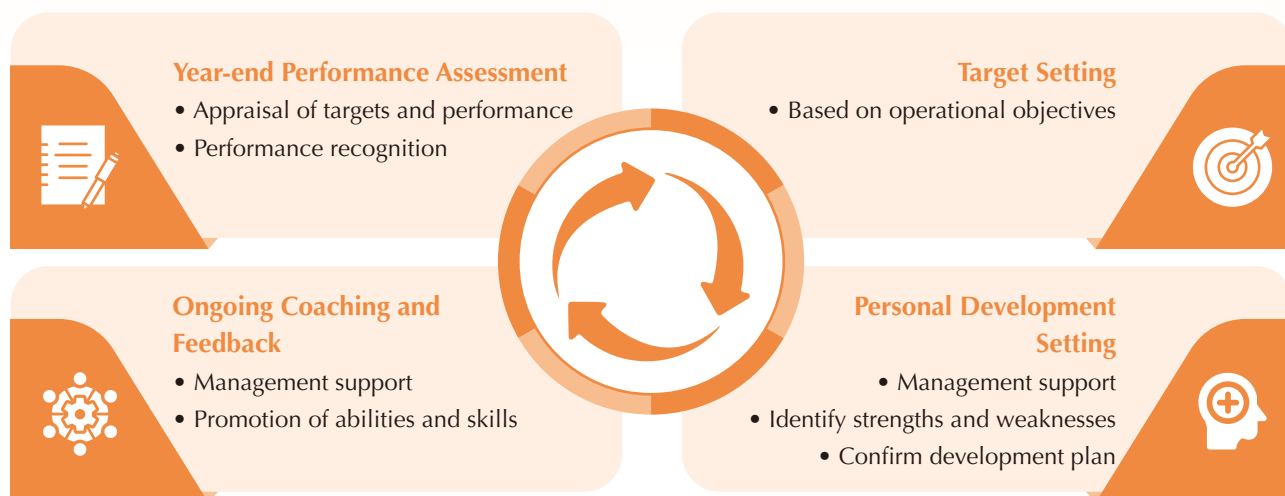 Year-end Performance Assessment
• Appraisal of targets and performance
• Performance recognition
Target Setting
• Based on operational objectives
Ongoing Coaching and
Feedback
• Management support
• Promotion of abilities and skills
Personal Development
Setting
• Management support
• Identify strengths and weaknesses
• Confirm development plan